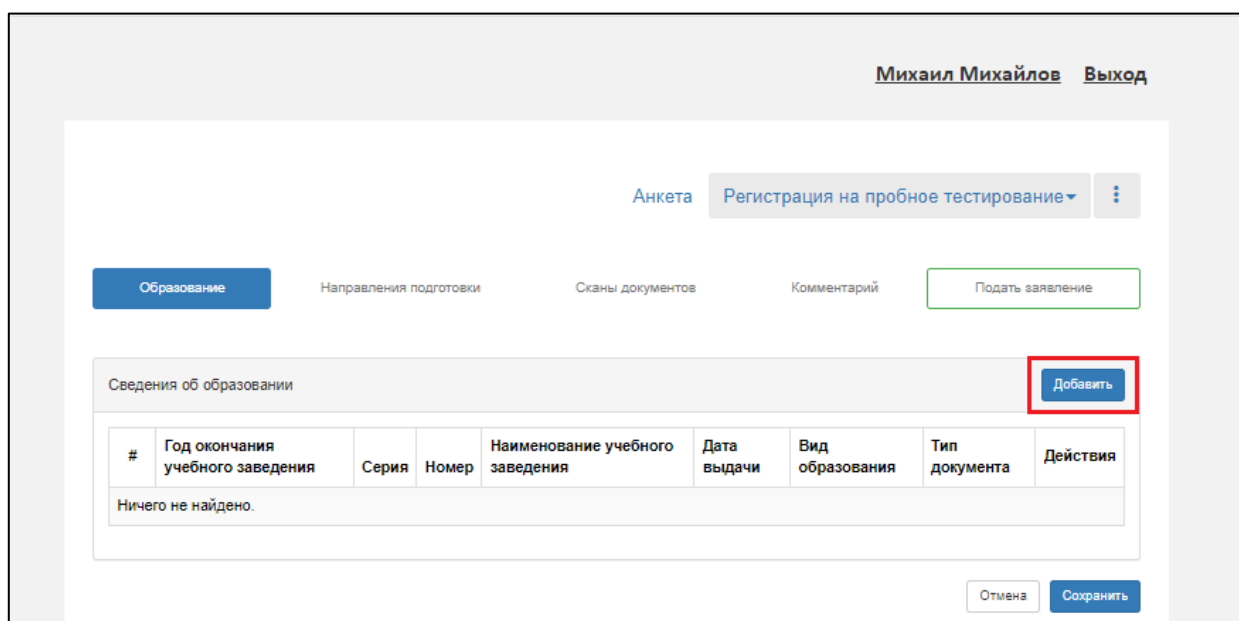 Михаил Михайлов Выход
Анкета Регистрация на пробное тестирование
Образование Направления подготовки Сканы документов Комментарий Подать заявление
Сведения об образовании Добавить
# Год окончания учебного заведения Серия Номер Наименование учебного заведения Дата выдачи Вид образования Тип документа Действия
Ничего не найдено.
Отмена Сохранить